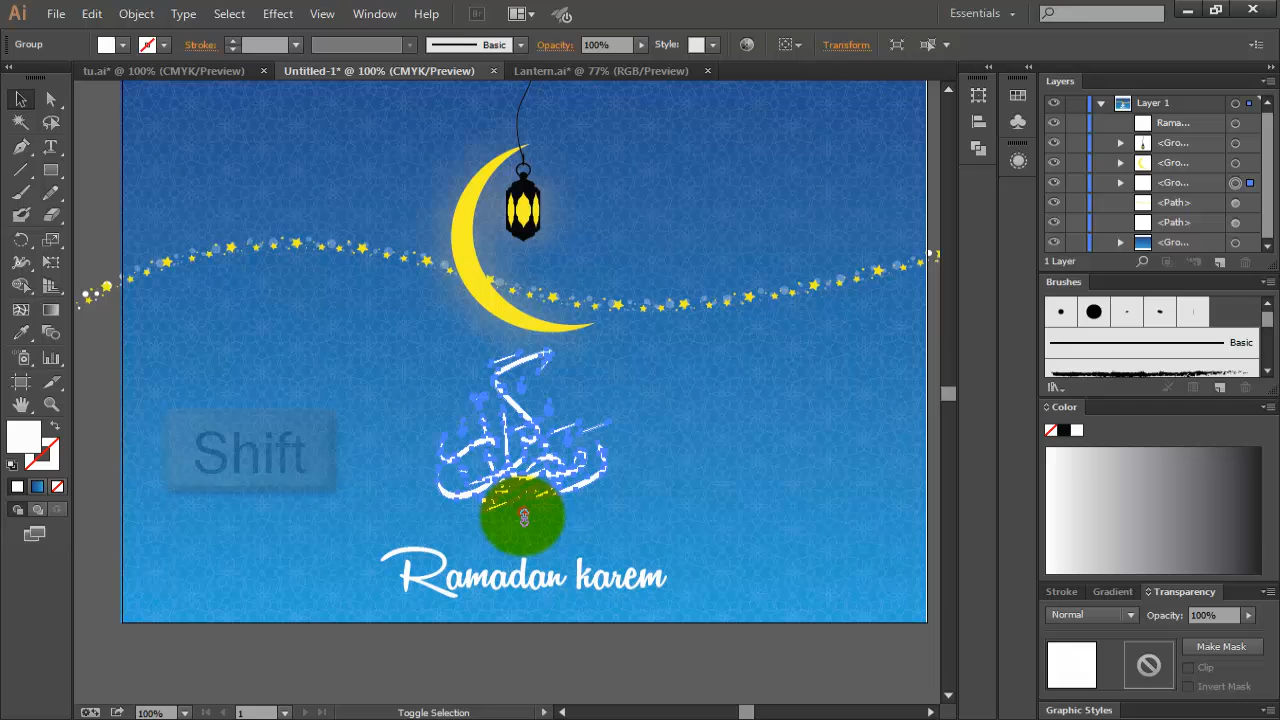 Ai File Edit Object Type Select Effect View Window Help Br Essentials
Group Stroke: Basic Opacity: 100% Style: Transform
tu.ai* @ 100% (CMYK/Preview) Untitled-1* @ 100% (CMYK/Preview) Lantern.ai* @ 77% (RGB/Preview)
Layers
Layer 1
Rama...
<Gro...
<Gro...
<Gro...
<Path>
<Path>
<Gro...
1 Layer
Brushes
Basic
Color
Shift
Ramadan karem
Stroke Gradient Transparency
Normal Opacity: 100%
Make Mask
Clip
Invert Mask
Graphic Styles
100% 1 Toggle Selection